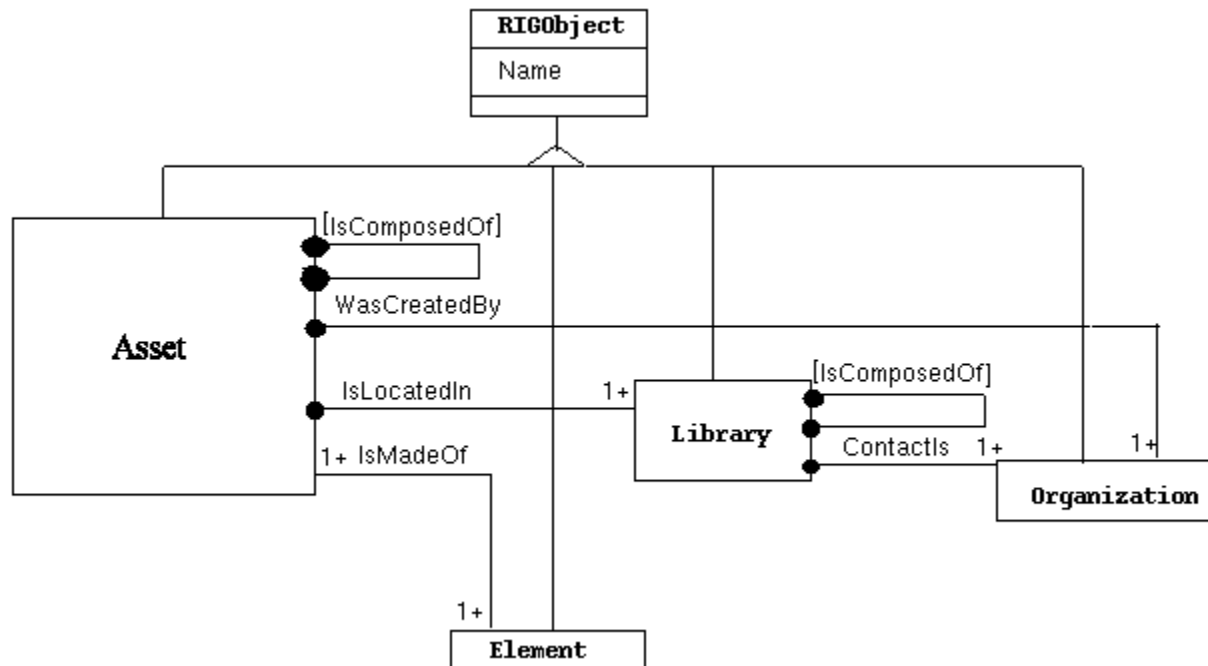 RIGObject
Name
[IsComposedOf]
WasCreatedBy
Asset
[IsComposedOf]
IsLocatedIn
1+
Library
ContactIs
1+
1+
1+ IsMadeOf
Organization
1+
Element